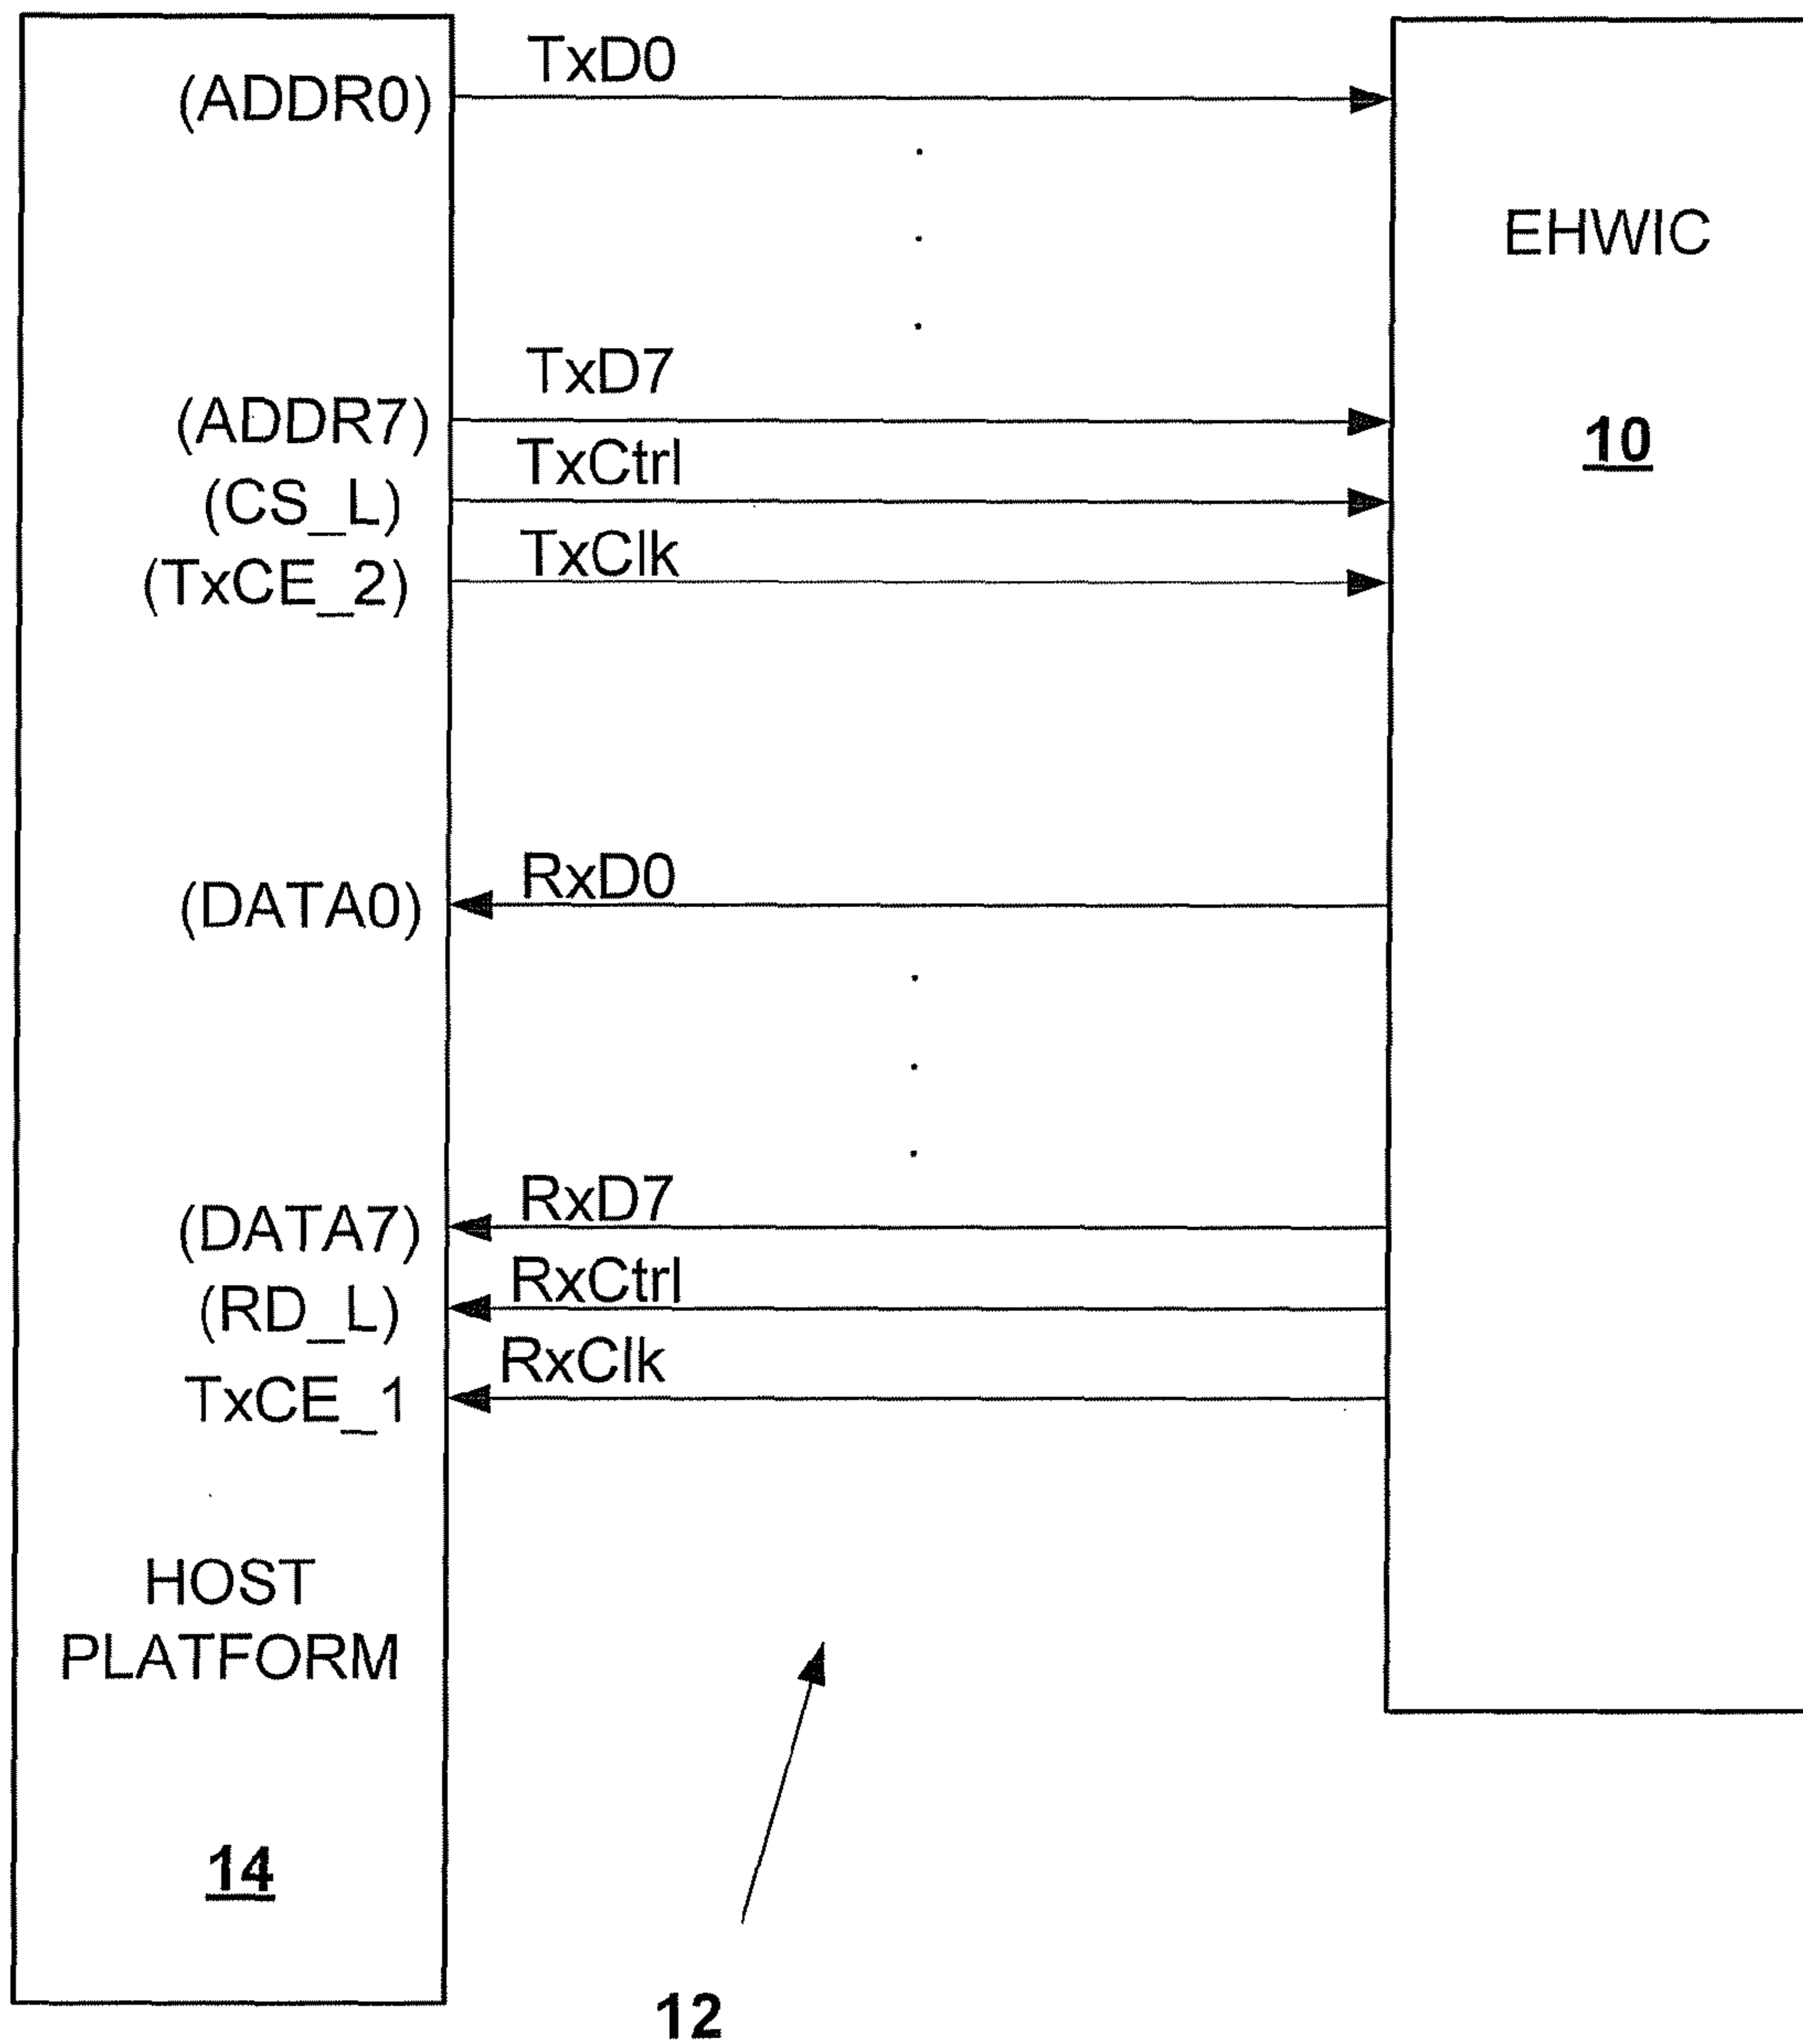 TxD0
(ADDR0)
EHWIC
TxD7
(ADDR7)
10
TxCtrl
(CS_L)
TxClk
(TxCE_2)
RxD0
(DATA0)
RxD7
(DATA7)
RxCtrl
(RD_L)
RxClk
TxCE_1
HOST
PLATFORM
14
12